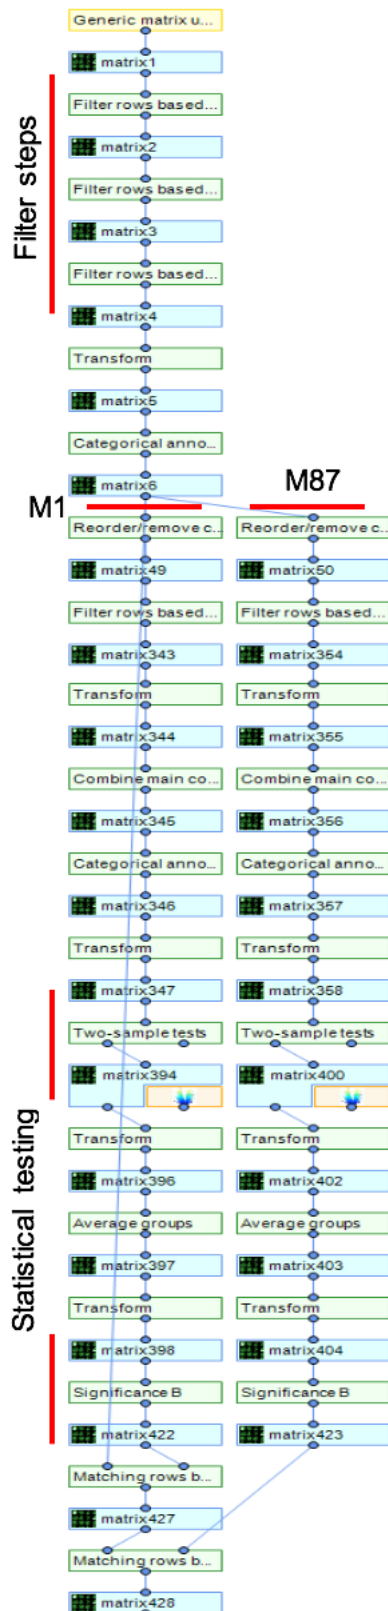 Generic matrix u...
matrix1
Filter steps
Filter rows based...
matrix2
Filter rows based...
matrix3
Filter rows based...
matrix4
Transform
matrix5
Categorical anno...
matrix6
M1
M87
Reorder/remove c... Reorder/remove c...
matrix49 matrix50
Filter rows based... Filter rows based...
matrix343 matrix354
Transform Transform
matrix344 matrix355
Combine main co... Combine main co...
matrix345 matrix356
Categorical anno... Categorical anno...
matrix346 matrix357
Transform Transform
matrix347 matrix358
Statistical testing
Two-sample tests Two-sample tests
matrix394 matrix400
Transform Transform
matrix396 matrix402
Average groups Average groups
matrix397 matrix403
Transform Transform
matrix398 matrix404
Significance B Significance B
matrix422 matrix423
Matching rows b...
matrix427
Matching rows b...
matrix428